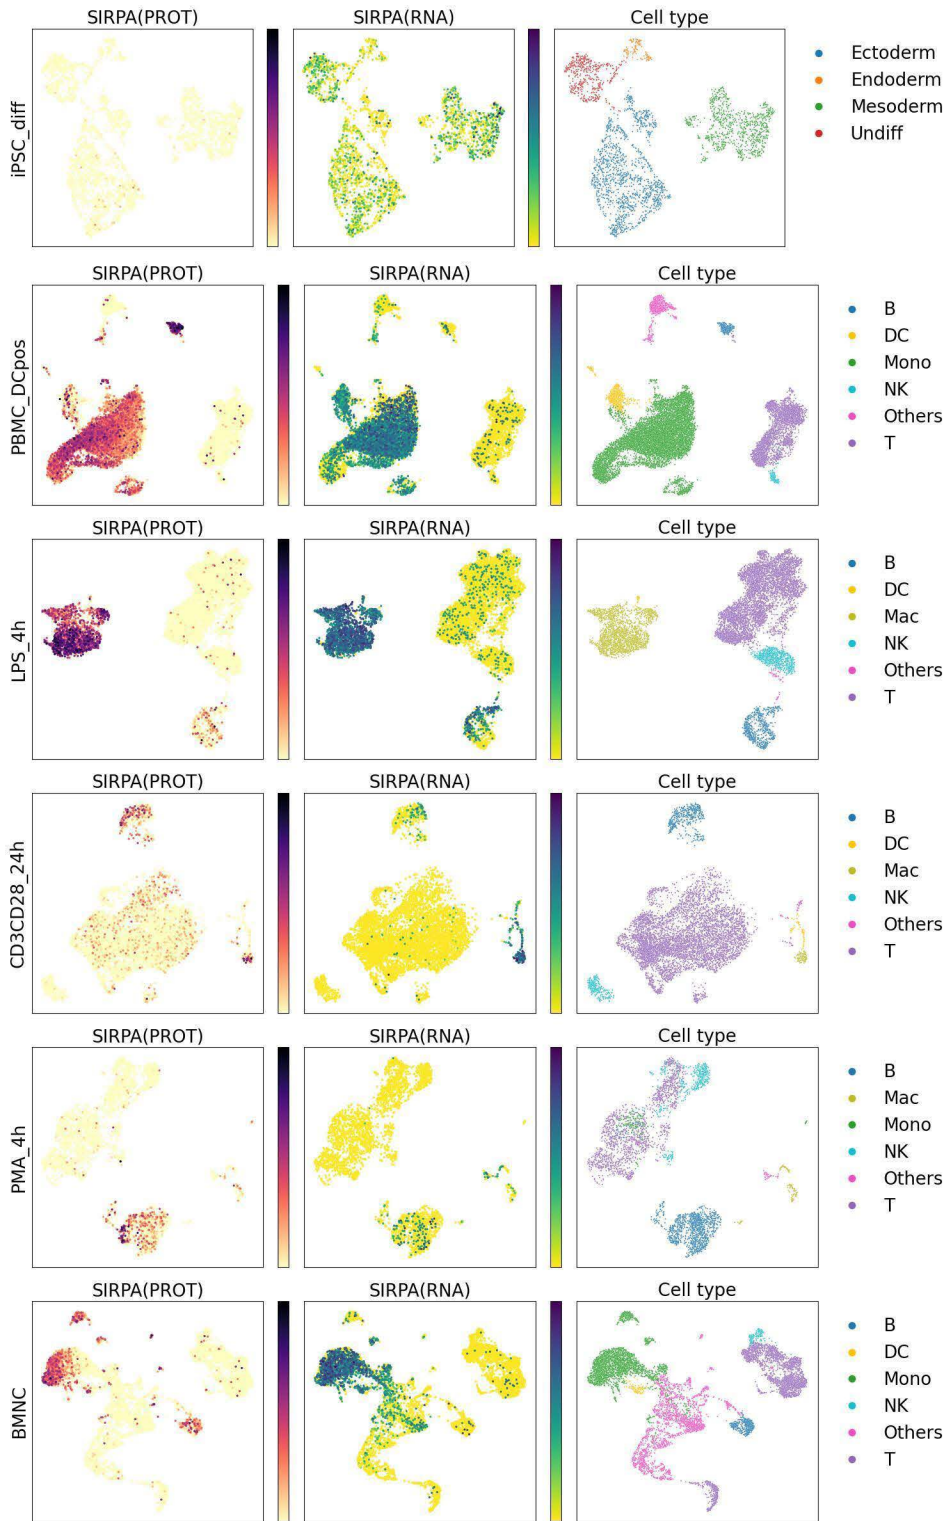 SIRPA(PROT) SIRPA(RNA) Cell type
iPSC_diff
Ectoderm
Endoderm
Mesoderm
Undiff
SIRPA(PROT) SIRPA(RNA) Cell type
PBMC_DCpos
B
DC
Mono
NK
Others
T
SIRPA(PROT) SIRPA(RNA) Cell type
LPS_4h
B
DC
Mac
NK
Others
T
SIRPA(PROT) SIRPA(RNA) Cell type
CD3CD28_24h
B
DC
Mac
NK
Others
T
SIRPA(PROT) SIRPA(RNA) Cell type
PMA_4h
B
Mac
Mono
NK
Others
T
SIRPA(PROT) SIRPA(RNA) Cell type
BMNC
B
DC
Mono
NK
Others
T